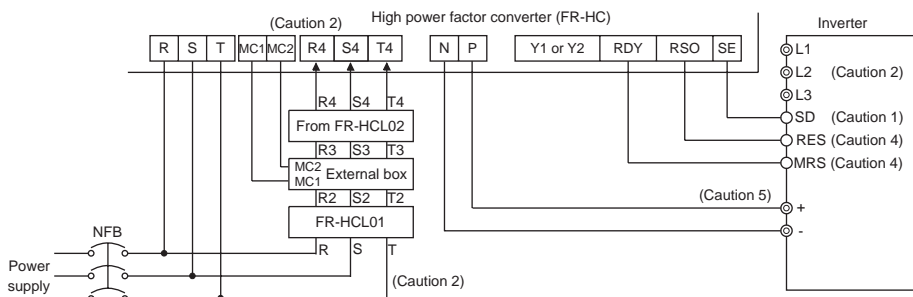 (Caution 2) High power factor converter (FR-HC) Inverter
R S T MC1 MC2 R4 S4 T4 N P Y1 or Y2 RDY RSO SE
L1
L2 (Caution 2)
L3
R4 S4 T4
SD (Caution 1)
From FR-HCL02
RES (Caution 4)
R3 S3 T3
MC2
MRS (Caution 4)
External box
MC1
R2 S2 T2
(Caution 5)
+
FR-HCL01
-
NFB
R S T
Power
supply
(Caution 2)